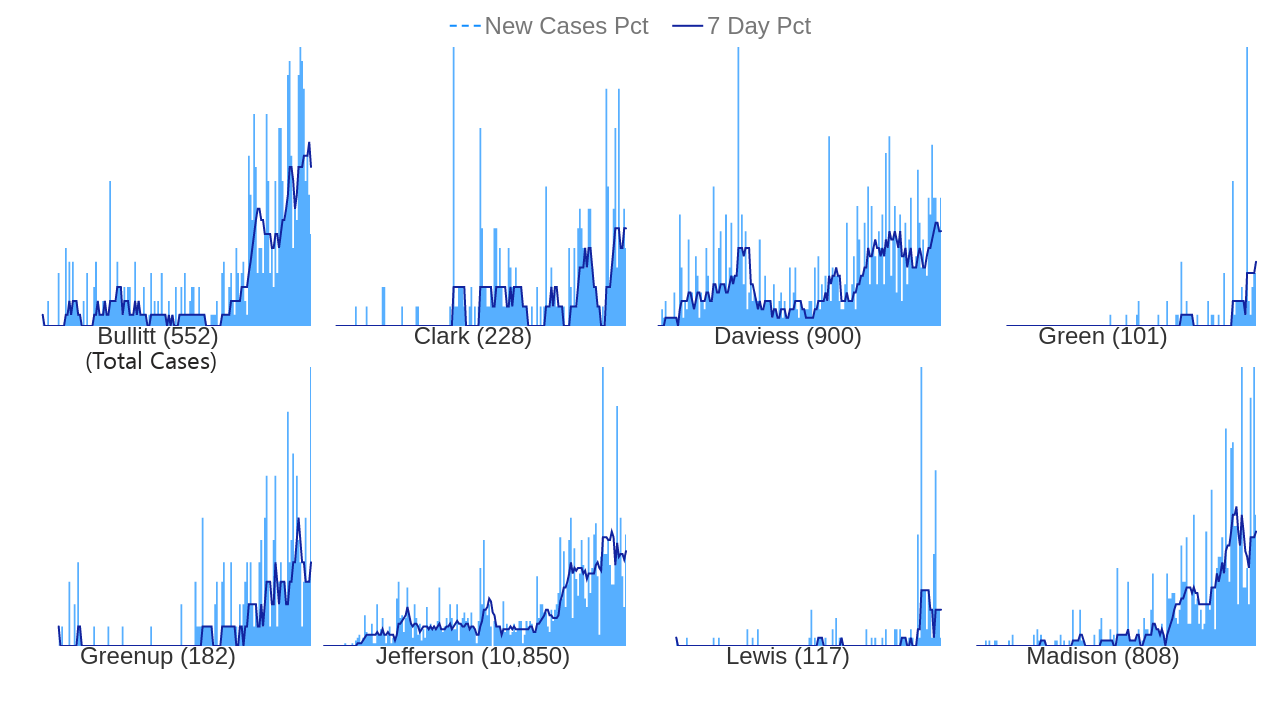 New Cases Pct 7 Day Pct
Bullitt (552) Clark (228) Daviess (900) Green (101)
(Total Cases)
Greenup (182) Jefferson (10,850) Lewis (117) Madison (808)